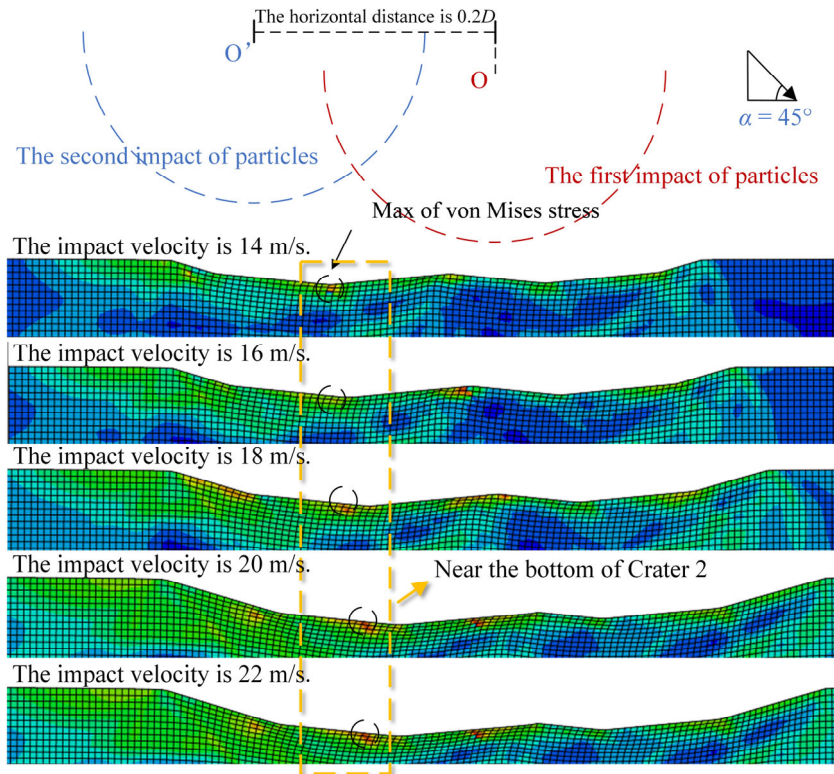 The horizontal distance is 0.2D
O'
O
α = 45°
The second impact of particles
The first impact of particles
Max of von Mises stress
The impact velocity is 14 m/s.
The impact velocity is 16 m/s.
The impact velocity is 18 m/s.
The impact velocity is 20 m/s.
Near the bottom of Crater 2
The impact velocity is 22 m/s.